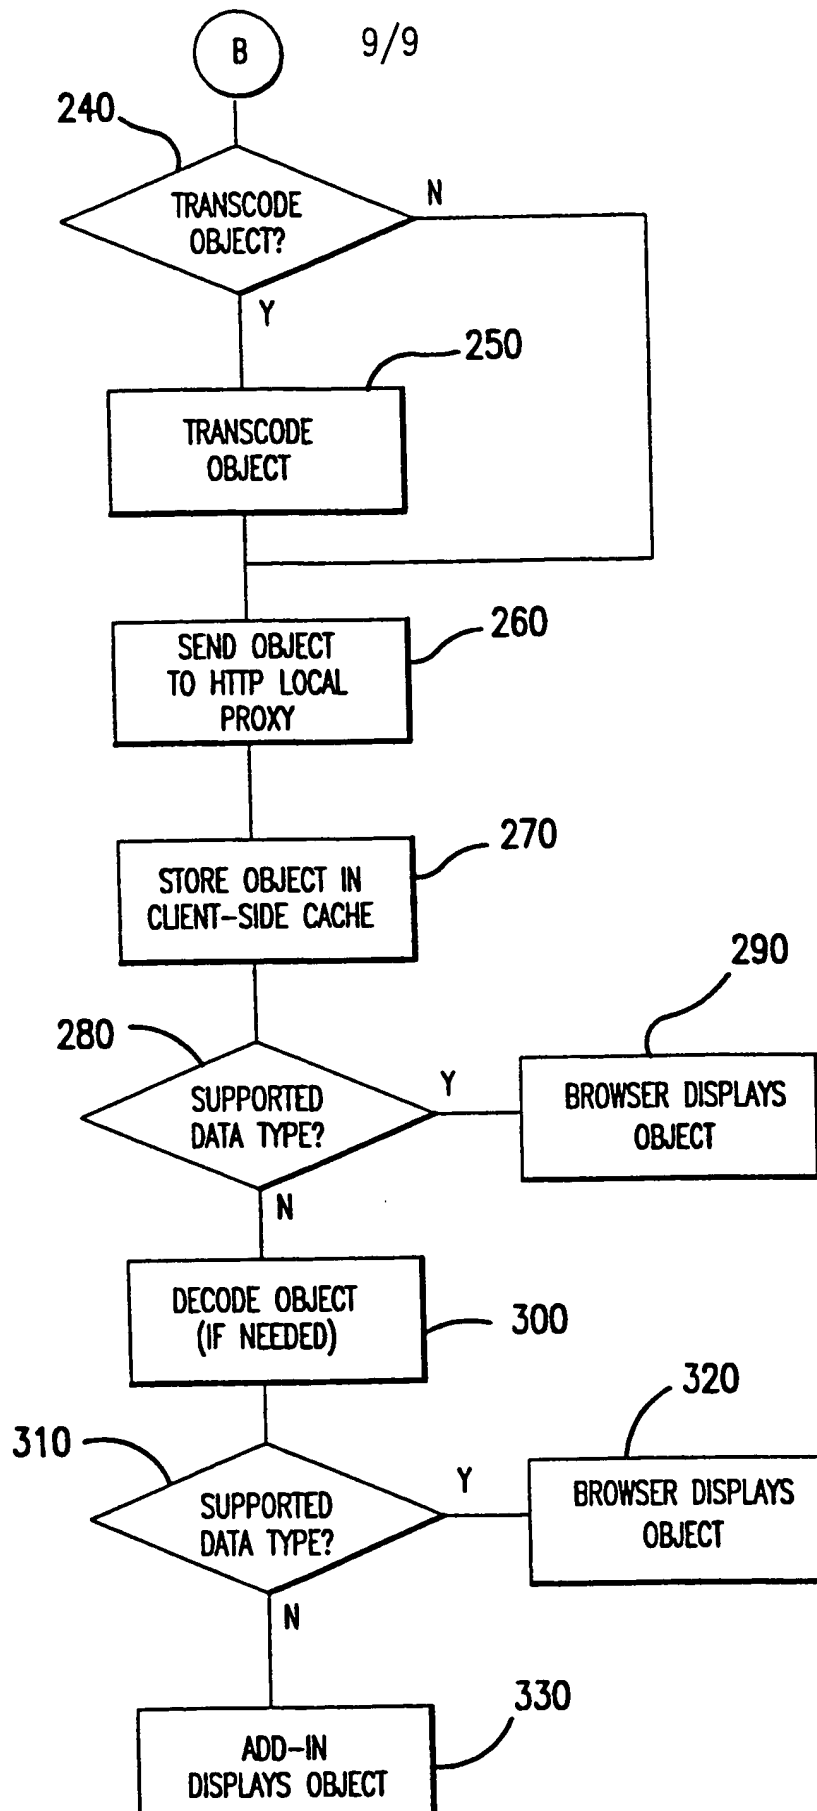 B
9/9
240
TRANSCODE
OBJECT?
N
Y
250
TRANSCODE
OBJECT
260
SEND OBJECT
TO HTTP LOCAL
PROXY
270
STORE OBJECT IN
CLIENT-SIDE CACHE
290
280
SUPPORTED
DATA TYPE?
Y
BROWSER DISPLAYS
OBJECT
N
DECODE OBJECT
(IF NEEDED)
300
320
310
SUPPORTED
DATA TYPE?
Y
BROWSER DISPLAYS
OBJECT
N
330
ADD-IN
DISPLAYS OBJECT